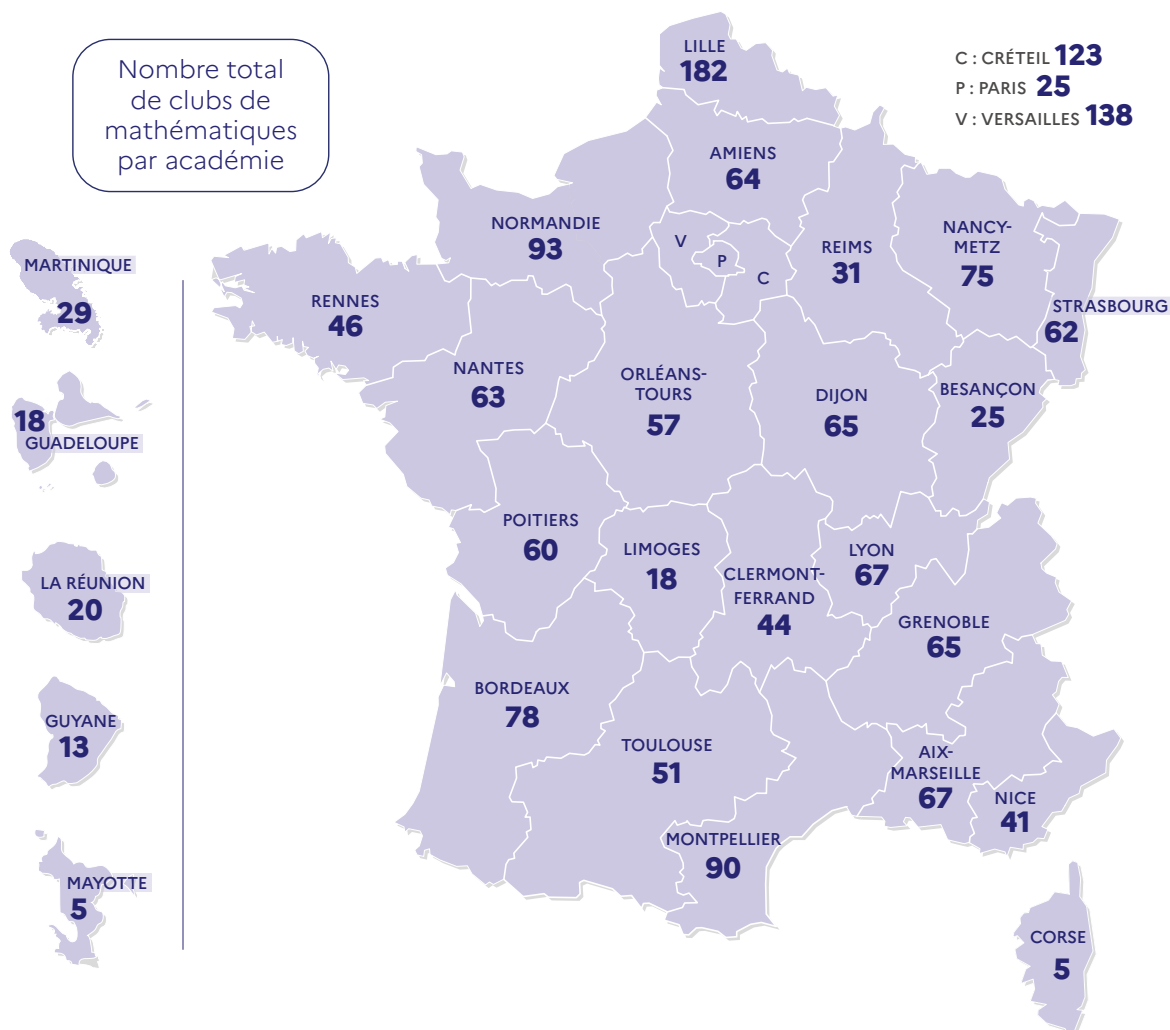 Nombre total
de clubs de
mathématiques
par académie
C : CRÉTEIL 123
P : PARIS 25
V : VERSAILLES 138
LILLE
182
AMIENS
64
NORMANDIE
93
V
P
C
REIMS
31
NANCY-
METZ
75
STRASBOURG
62
RENNES
46
NANTES
63
ORLÉANS-
TOURS
57
DIJON
65
BESANÇON
25
POITIERS
60
LIMOGES
18
CLERMONT-
FERRAND
44
LYON
67
GRENOBLE
65
BORDEAUX
78
TOULOUSE
51
AIX-
MARSEILLE
67
NICE
41
MONTPELLIER
90
CORSE
5
MARTINIQUE
29
18
GUADELOUPE
LA RÉUNION
20
GUYANE
13
MAYOTTE
5